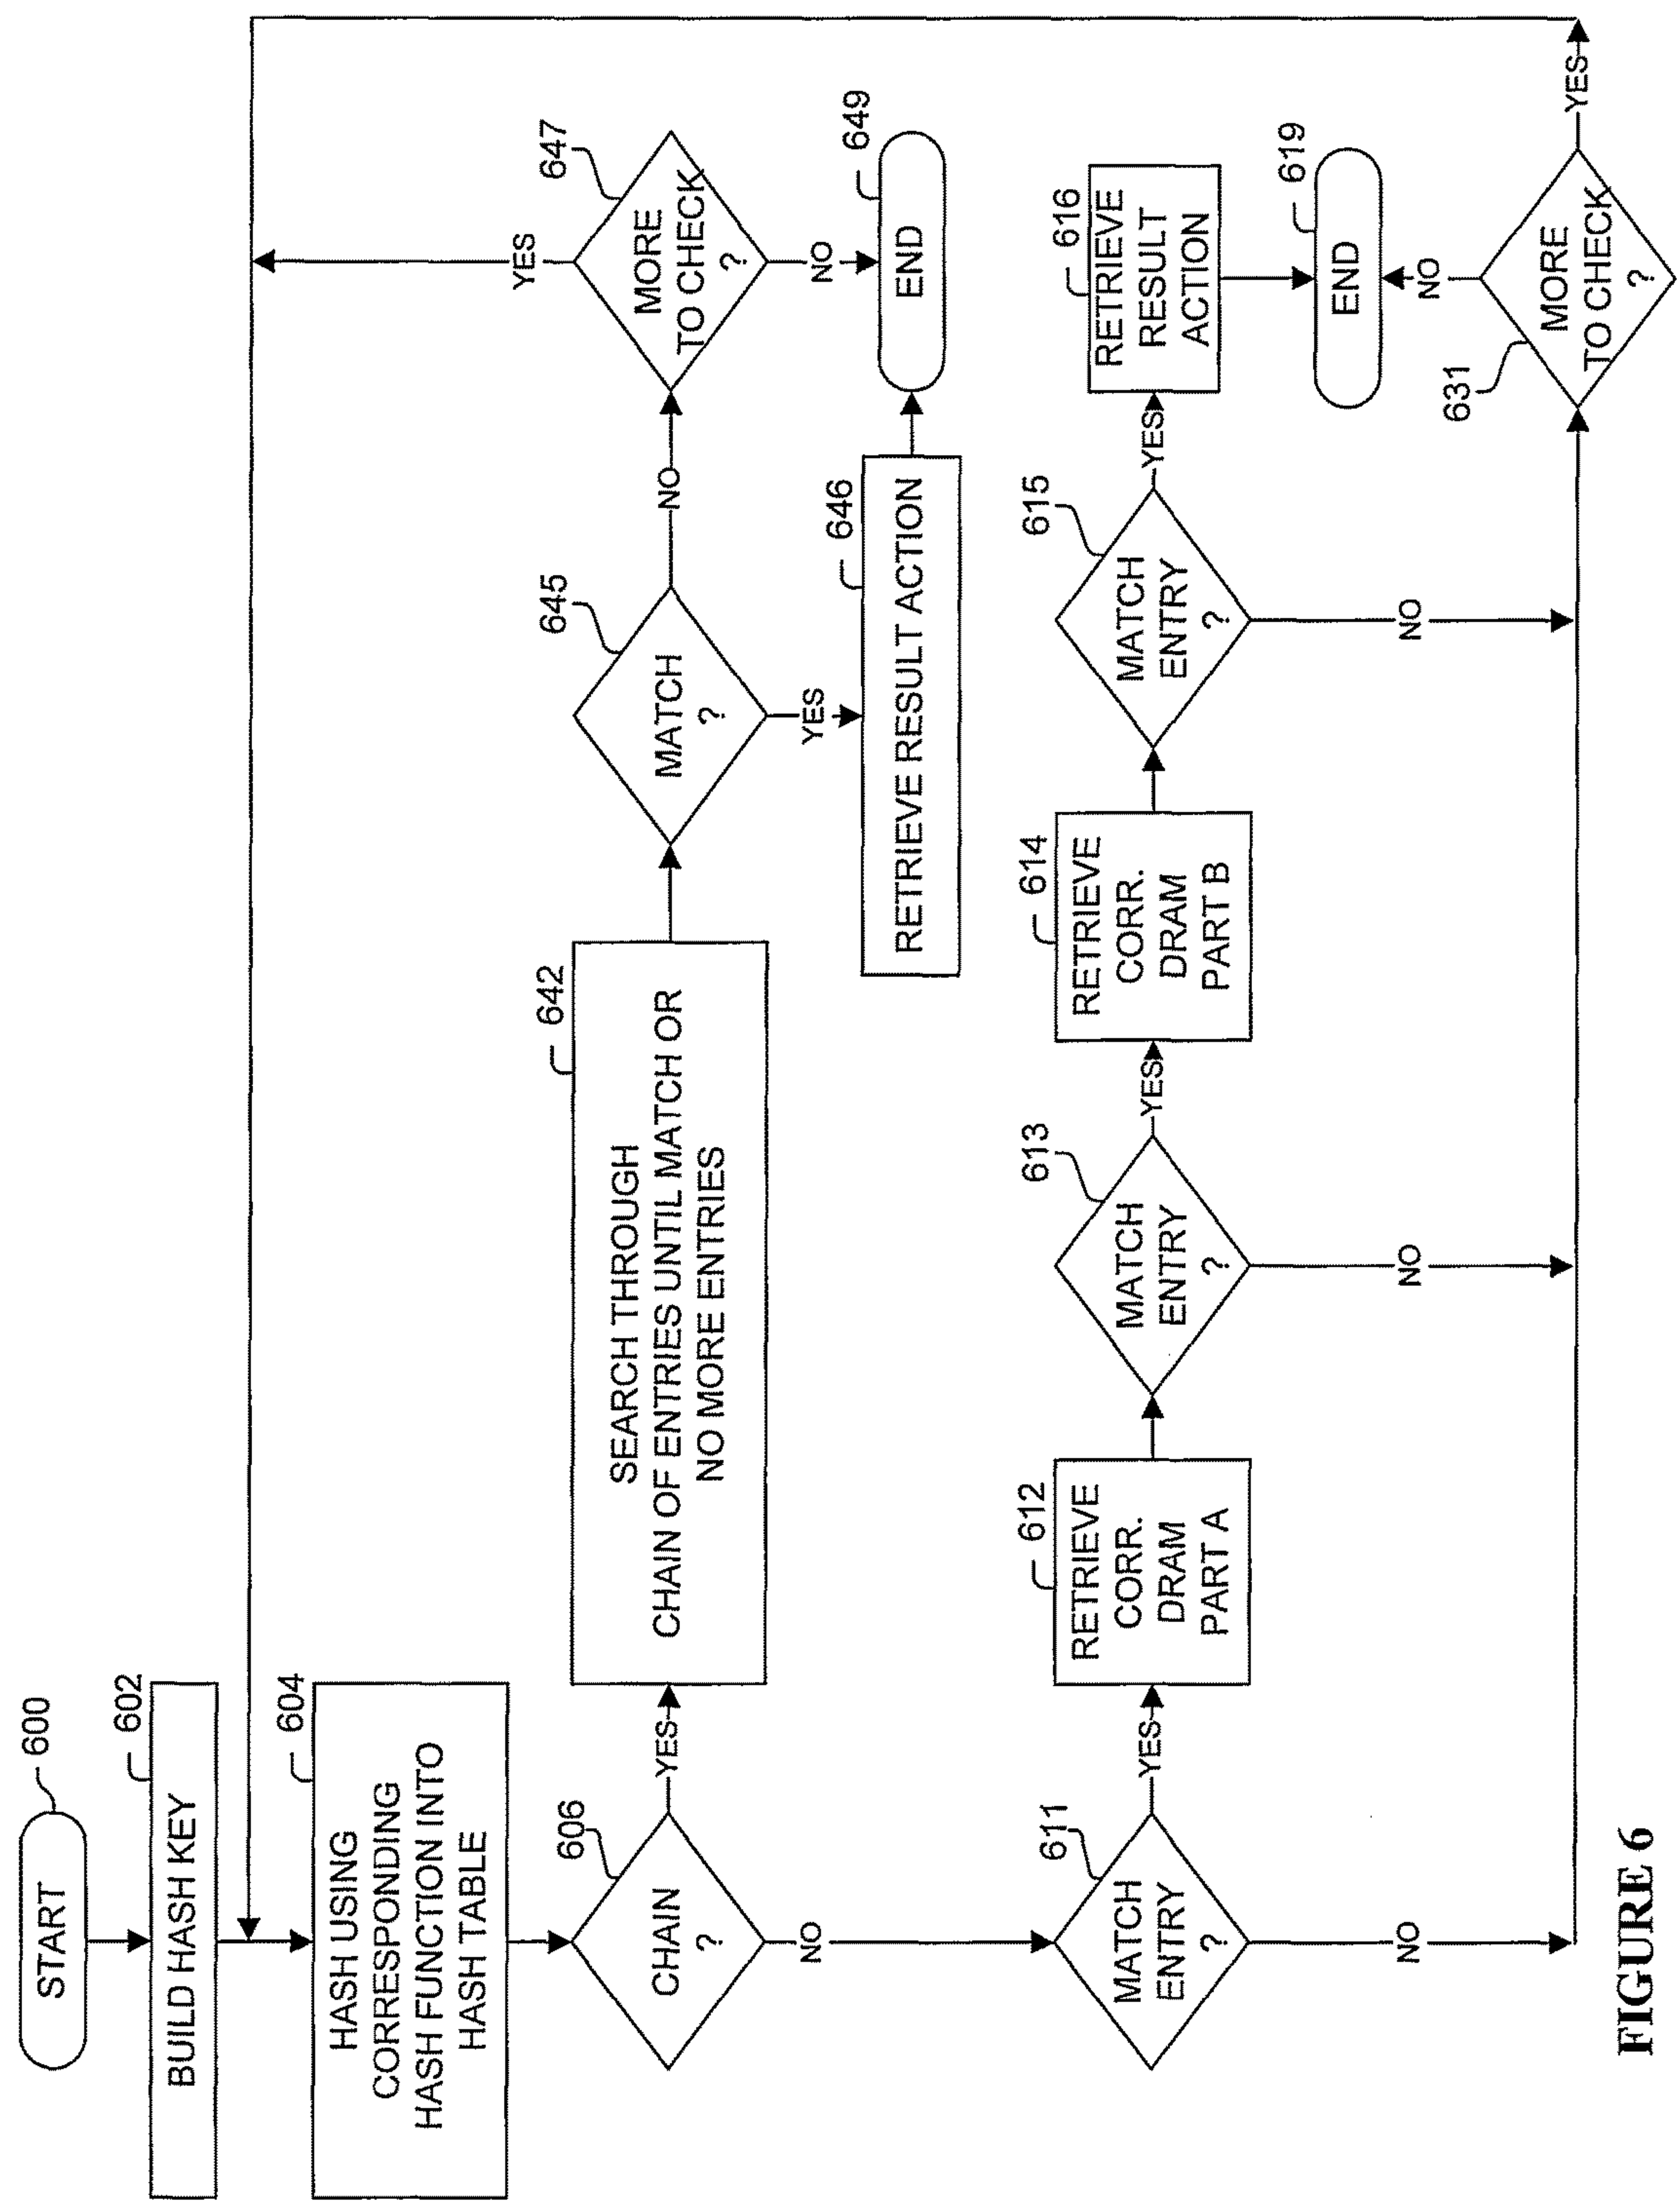 START
600
BUILD HASH KEY
602
HASH USING
CORRESPONDING
HASH FUNCTION INTO
HASH TABLE
604
CHAIN
?
606
YES
NO
SEARCH THROUGH
CHAIN OF ENTRIES UNTIL MATCH OR
NO MORE ENTRIES
642
MATCH
?
645
NO
YES
MORE
TO CHECK
?
647
YES
NO
RETRIEVE RESULT ACTION
646
END
649
MATCH
ENTRY
?
611
YES
NO
RETRIEVE
CORR.
DRAM
PART A
612
MATCH
ENTRY
?
613
YES
NO
RETRIEVE
CORR.
DRAM
PART B
614
MATCH
ENTRY
?
615
YES
NO
RETRIEVE
RESULT
ACTION
616
END
619
NO
MORE
TO CHECK
?
631
YES
FIGURE 6